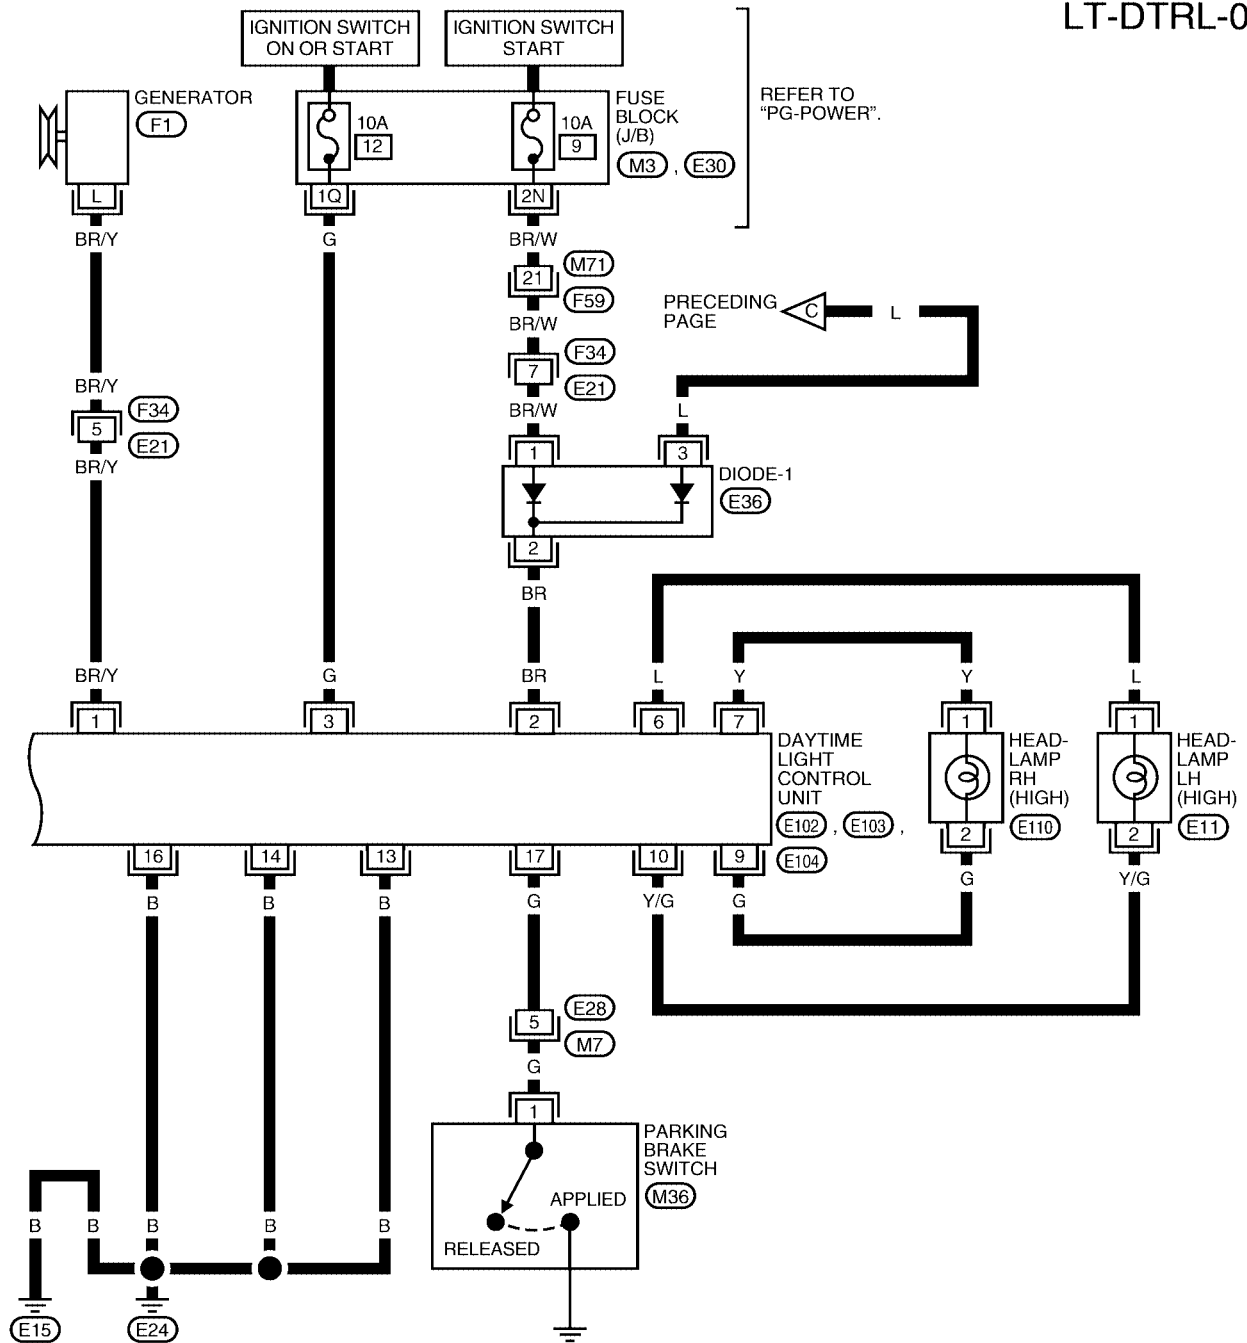 LT-DTRL-0
IGNITION SWITCH
ON OR START
IGNITION SWITCH
START
GENERATOR
F1
10A
12
10A
9
FUSE
BLOCK
(J/B)
M3 , E30
REFER TO
“PG-POWER”.
L
1Q
2N
BR/Y
G
BR/W
21
M71
F59
BR/W
PRECEDING
PAGE
C
L
7
F34
E21
BR/Y
5
F34
E21
BR/Y
BR/W
L
1
3
DIODE-1
E36
2
BR
BR/Y
G
BR
L
Y
Y
L
1
3
2
6
7
1
1
DAYTIME
LIGHT
CONTROL
UNIT
E102 , E103 ,
E104
HEAD-
LAMP
RH
(HIGH)
E110
HEAD-
LAMP
LH
(HIGH)
E11
2
2
16
14
13
17
10
9
G
Y/G
B
B
B
G
Y/G
G
5
E28
M7
G
1
PARKING
BRAKE
SWITCH
M36
APPLIED
RELEASED
B
B
B
B
B
E15
E24